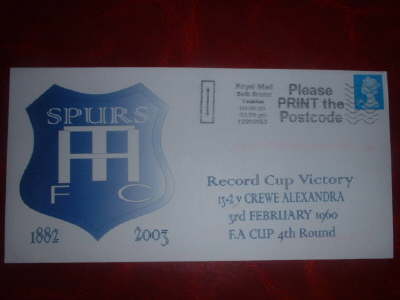 SPURS
TH
F C
1882 2003
Royal Mail
Please
PRINT the
Postcode
Record Cup Victory
13-2 v CREWE ALEXANDRA
3RD FEBRUARY 1960
F.A CUP 4th Round